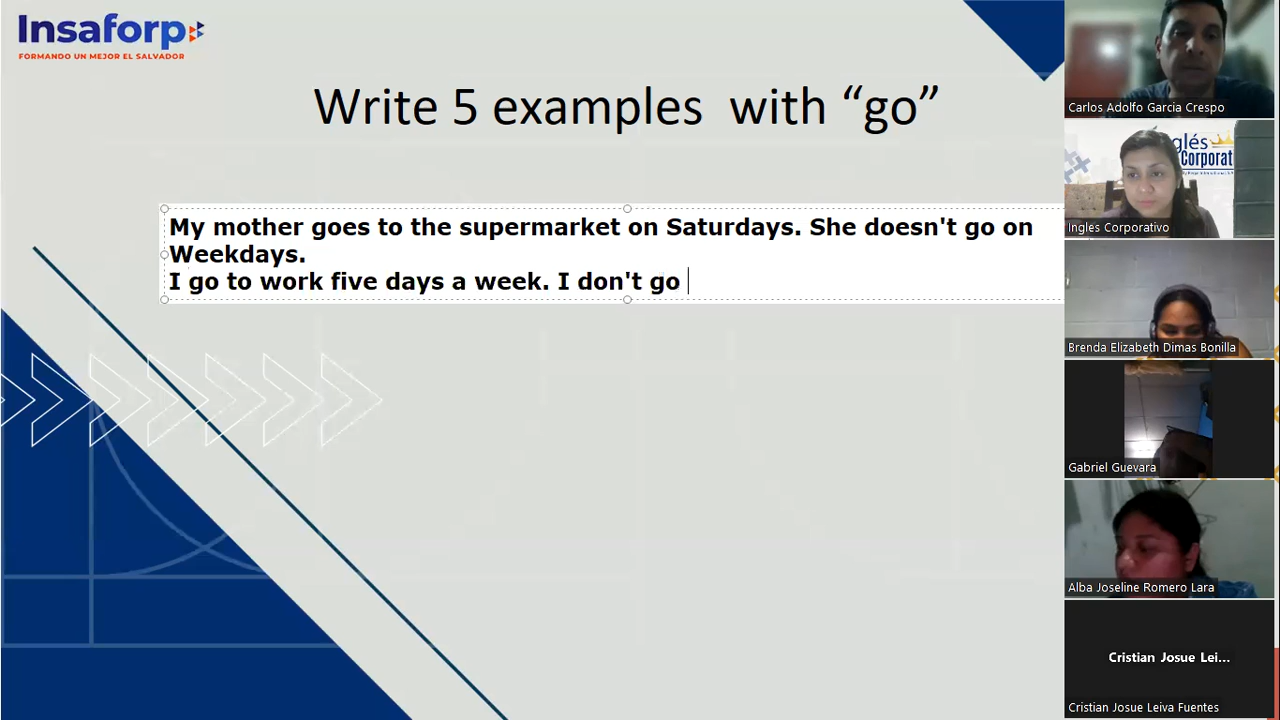 Insaforp
FORMANDO UN MEJOR EL SALVADOR
Write 5 examples with “go”
My mother goes to the supermarket on Saturdays. She doesn't go on
Weekdays.
I go to work five days a week. I don't go
Carlos Adolfo Garcia Crespo
glés
Corporat
Ingles Corporativo
Brenda Elizabeth Dimas Bonilla
Gabriel Guevara
Alba Joseline Romero Lara
Cristian Josue Lei...
Cristian Josue Leiva Fuentes